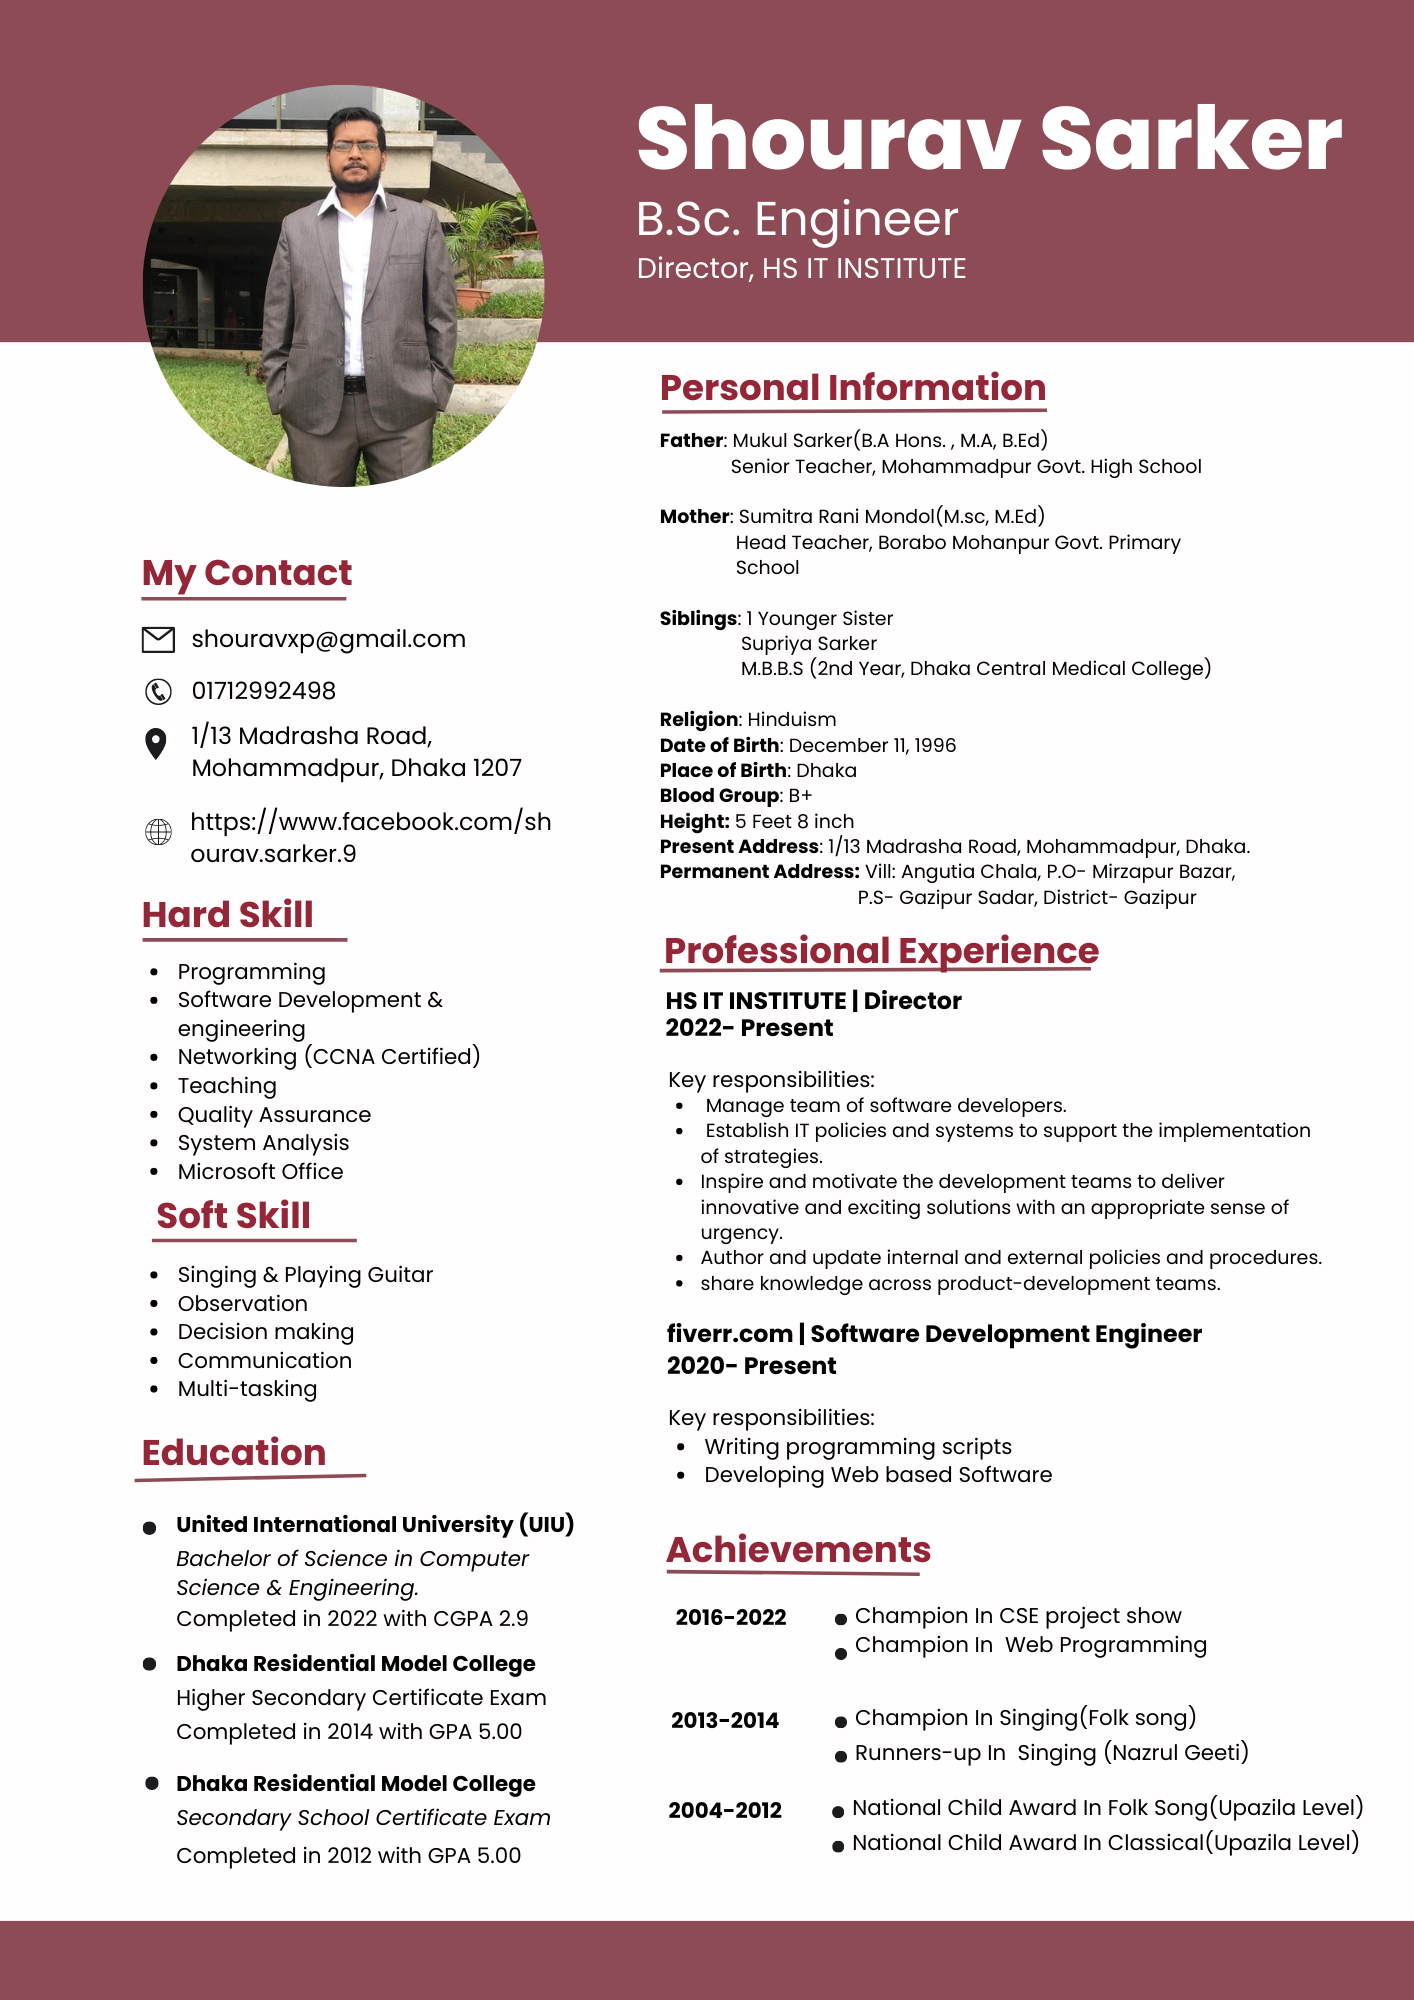 Shourav Sarker
B.Sc. Engineer
Director, HS IT INSTITUTE
My Contact
shouravxp@gmail.com
01712992498
1/13 Madrasha Road,
Mohammadpur, Dhaka 1207
https://www.facebook.com/sh
ourav.sarker.9
Hard Skill
• Programming
• Software Development &
engineering
• Networking (CCNA Certified)
• Teaching
• Quality Assurance
• System Analysis
• Microsoft Office
Soft Skill
• Singing & Playing Guitar
• Observation
• Decision making
• Communication
• Multi-tasking
Education
• United International University (UIU)
Bachelor of Science in Computer
Science & Engineering.
Completed in 2022 with CGPA 2.9
• Dhaka Residential Model College
Higher Secondary Certificate Exam
Completed in 2014 with GPA 5.00
• Dhaka Residential Model College
Secondary School Certificate Exam
Completed in 2012 with GPA 5.00
Personal Information
Father: Mukul Sarker(B.A Hons. , M.A, B.Ed)
Senior Teacher, Mohammadpur Govt. High School
Mother: Sumitra Rani Mondol(M.sc, M.Ed)
Head Teacher, Borabo Mohanpur Govt. Primary
School
Siblings: 1 Younger Sister
Supriya Sarker
M.B.B.S (2nd Year, Dhaka Central Medical College)
Religion: Hinduism
Date of Birth: December 11, 1996
Place of Birth: Dhaka
Blood Group: B+
Height: 5 Feet 8 inch
Present Address: 1/13 Madrasha Road, Mohammadpur, Dhaka.
Permanent Address: Vill: Angutia Chala, P.O- Mirzapur Bazar,
P.S- Gazipur Sadar, District- Gazipur
Professional Experience
HS IT INSTITUTE | Director
2022- Present
Key responsibilities:
• Manage team of software developers.
• Establish IT policies and systems to support the implementation
of strategies.
• Inspire and motivate the development teams to deliver
innovative and exciting solutions with an appropriate sense of
urgency.
• Author and update internal and external policies and procedures.
• share knowledge across product-development teams.
fiverr.com | Software Development Engineer
2020- Present
Key responsibilities:
• Writing programming scripts
• Developing Web based Software
Achievements
2016-2022 • Champion In CSE project show
• Champion In Web Programming
2013-2014 • Champion In Singing(Folk song)
• Runners-up In Singing (Nazrul Geeti)
2004-2012 • National Child Award In Folk Song(Upazila Level)
• National Child Award In Classical(Upazila Level)